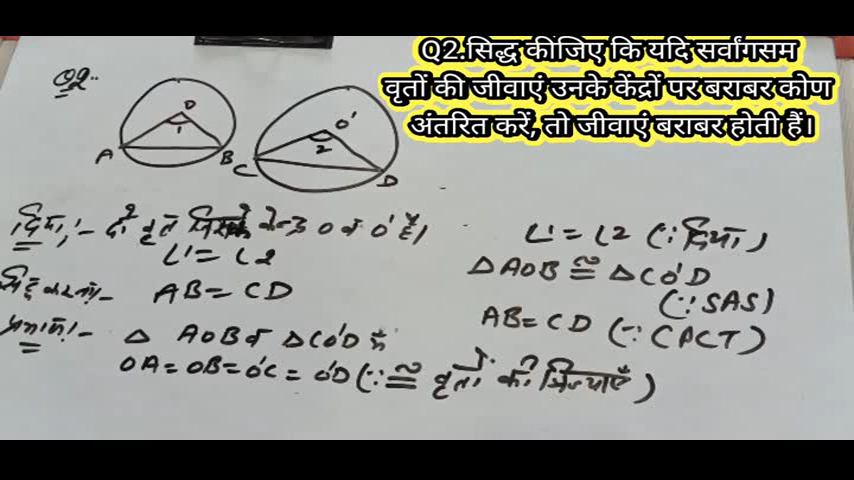 Q2.सिद्ध कीजिए कि यदि सर्वांगसम
वृतों की जीवाएं उनके केंद्रों पर बराबर कोण
अंतरित करें, तो जीवाएं बराबर होती हैं।
Q2..
O
1
A
B
O'
2
C
D
दिया:- दो वृत जिनके केन्द्र O व O' हैं।
∠1 = ∠2
सिद्ध करना:- AB = CD
प्रमाण:- △ AOB व △CO'D में
OA = OB = O'C = O'D (∵ ≅ वृतों की त्रिज्याएँ)
∠1 = ∠2 (∵ दिया)
△AOB ≅ △CO'D
(∵ SAS)
AB = CD (∵ CPCT)